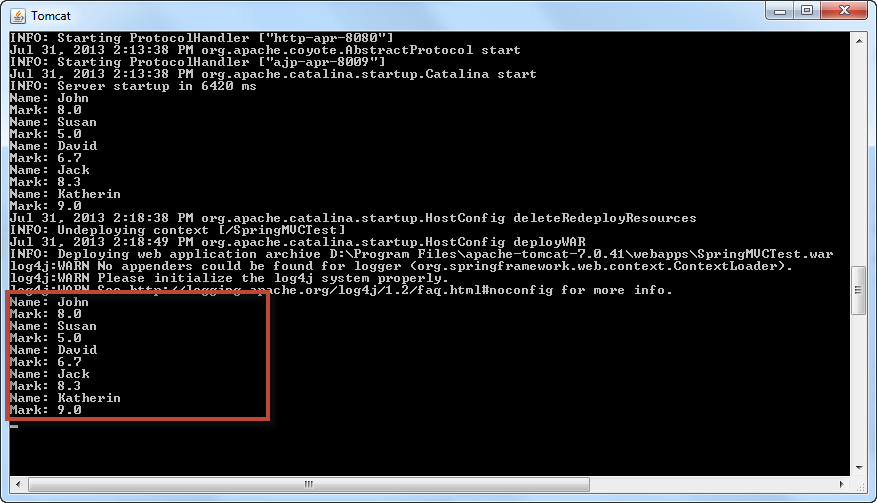 Tomcat
INFO: Starting ProtocolHandler ["http-apr-8080"]
Jul 31, 2013 2:13:38 PM org.apache.coyote.AbstractProtocol start
INFO: Starting ProtocolHandler ["ajp-apr-8009"]
Jul 31, 2013 2:13:38 PM org.apache.catalina.startup.Catalina start
INFO: Server startup in 6420 ms
Name: John
Mark: 8.0
Name: Susan
Mark: 5.0
Name: David
Mark: 6.7
Name: Jack
Mark: 8.3
Name: Katherin
Mark: 9.0
Jul 31, 2013 2:18:38 PM org.apache.catalina.startup.HostConfig deleteRedeployResources
INFO: Undeploying context [/SpringMVCTest]
Jul 31, 2013 2:18:49 PM org.apache.catalina.startup.HostConfig deployWAR
INFO: Deploying web application archive D:\Program Files\apache-tomcat-7.0.41\webapps\SpringMVCTest.war
log4j:WARN No appenders could be found for logger (org.springframework.web.context.ContextLoader).
log4j:WARN Please initialize the log4j system properly.
log4j:WARN See http://logging.apache.org/log4j/1.2/faq.html#noconfig for more info.
Name: John
Mark: 8.0
Name: Susan
Mark: 5.0
Name: David
Mark: 6.7
Name: Jack
Mark: 8.3
Name: Katherin
Mark: 9.0